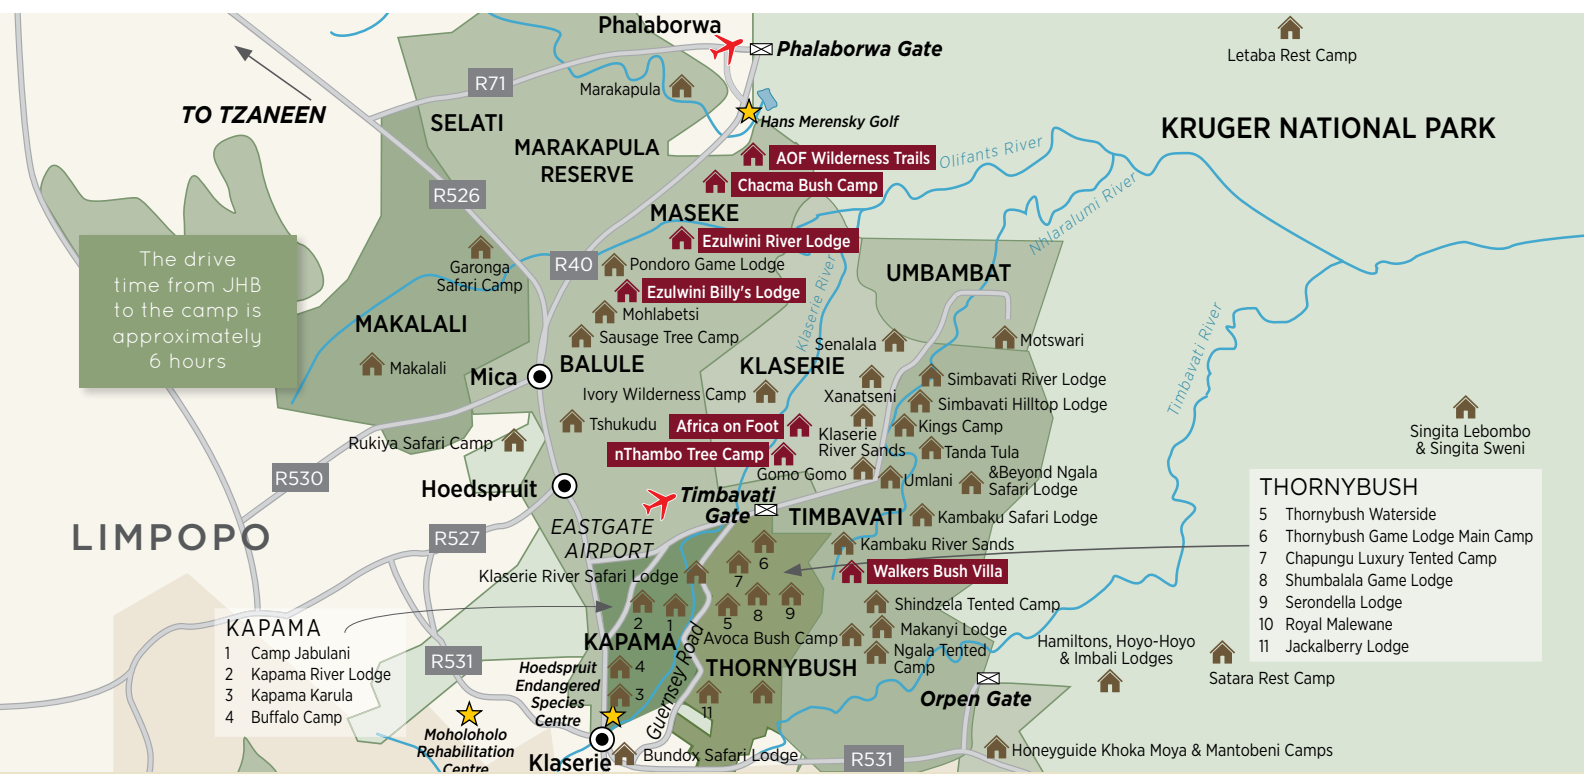 Phalaborwa
Phalaborwa Gate
Letaba Rest Camp
R71
Marakapula
TO TZANEEN
SELATI
Hans Merensky Golf
KRUGER NATIONAL PARK
MARAKAPULA
RESERVE
AOF Wilderness Trails
Olifants River
Chacma Bush Camp
R526
MASEKE
Nhlaralumi River
Ezulwini River Lodge
The drive
time from JHB
to the camp is
approximately
6 hours
Garonga
Safari Camp
R40
Pondoro Game Lodge
UMBAMBAT
Ezulwini Billy's Lodge
Klaserie River
Mohlabetsi
MAKALALI
Sausage Tree Camp
Senalala
Motswari
Timbavati River
Makalali
Mica
BALULE
KLASERIE
Simbavati River Lodge
Ivory Wilderness Camp
Xanatseni
Simbavati Hilltop Lodge
Tshukudu
Africa on Foot
Klaserie
River Sands
Kings Camp
Singita Lebombo
& Singita Sweni
Rukiya Safari Camp
nThambo Tree Camp
Tanda Tula
Gomo Gomo
Umlani
&Beyond Ngala
Safari Lodge
R530
Hoedspruit
Timbavati
Gate
TIMBAVATI
Kambaku Safari Lodge
LIMPOPO
R527
EASTGATE
AIRPORT
Kambaku River Sands
Klaserie River Safari Lodge
6
7
Walkers Bush Villa
THORNYBUSH
5 Thornybush Waterside
6 Thornybush Game Lodge Main Camp
7 Chapungu Luxury Tented Camp
8 Shumbalala Game Lodge
9 Serondella Lodge
10 Royal Malewane
11 Jackalberry Lodge
2
1
5
8
9
Shindzela Tented Camp
KAPAMA
1 Camp Jabulani
2 Kapama River Lodge
3 Kapama Karula
4 Buffalo Camp
KAPAMA
Avoca Bush Camp
Makanyi Lodge
Ngala Tented
Camp
Hamiltons, Hoyo-Hoyo
& Imbali Lodges
Satara Rest Camp
R531
Hoedspruit
Endangered
Species
Centre
4
3
Guernsey Road
THORNYBUSH
11
Orpen Gate
Moholoholo
Rehabilitation
Centre
Klaserie
Bundox Safari Lodge
R531
Honeyguide Khoka Moya & Mantobeni Camps